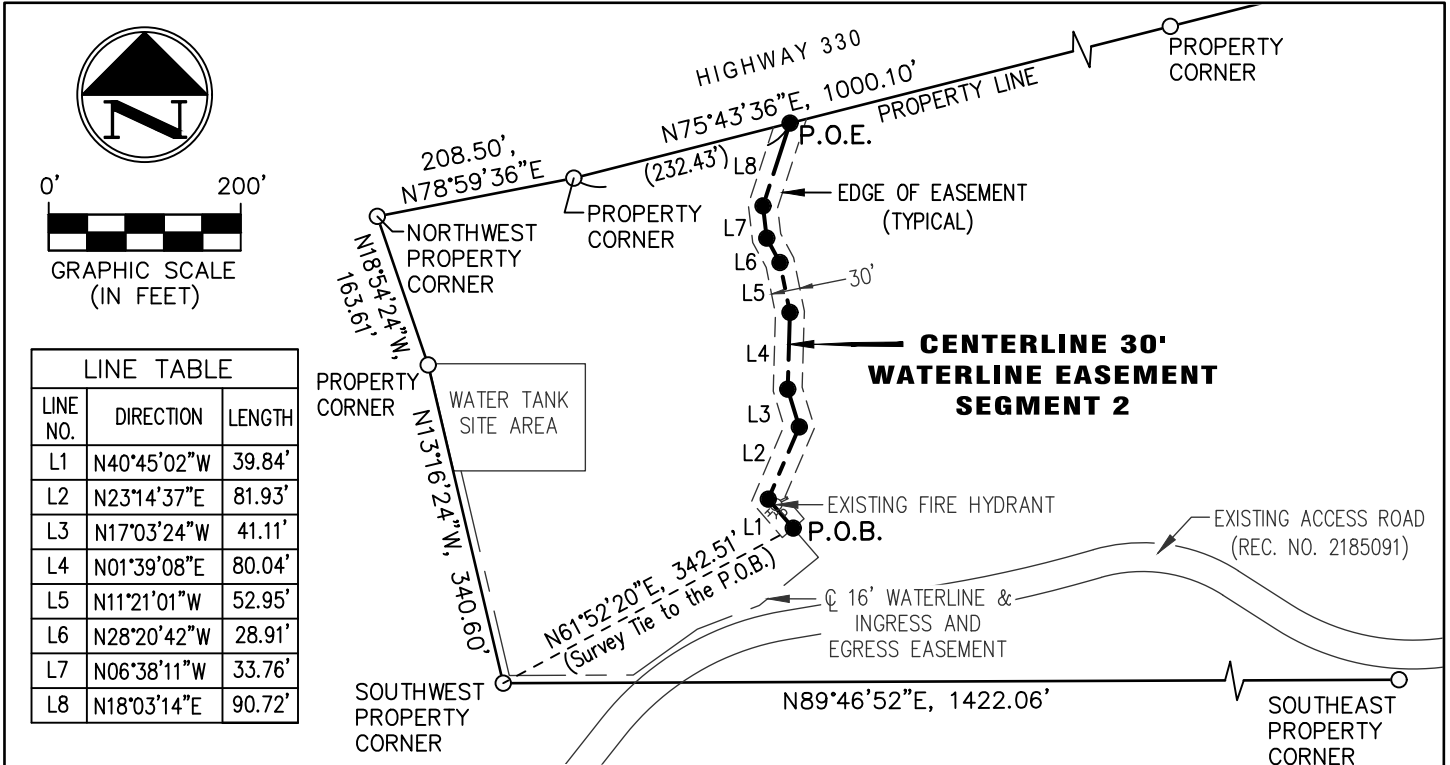 N
0' 200'
GRAPHIC SCALE
(IN FEET)
LINE TABLE
LINE NO. DIRECTION LENGTH
L1 N40°45'02"W 39.84'
L2 N23°14'37"E 81.93'
L3 N17°03'24"W 41.11'
L4 N01°39'08"E 80.04'
L5 N11°21'01"W 52.95'
L6 N28°20'42"W 28.91'
L7 N06°38'11"W 33.76'
L8 N18°03'14"E 90.72'
HIGHWAY 330
N75°43'36"E, 1000.10'
PROPERTY LINE
PROPERTY
CORNER
208.50',
N78°59'36"E
(232.43')
P.O.E.
L8
EDGE OF EASEMENT
(TYPICAL)
PROPERTY
CORNER
NORTHWEST
PROPERTY
CORNER
L7
L6
L5
30'
N18°54'24"W,
163.61'
CENTERLINE 30'
WATERLINE EASEMENT
SEGMENT 2
L4
PROPERTY
CORNER
WATER TANK
SITE AREA
L3
L2
N13°16'24"W, 340.60'
EXISTING FIRE HYDRANT
L1
P.O.B.
EXISTING ACCESS ROAD
(REC. NO. 2185091)
N61°52'20"E, 342.51'
(Survey Tie to the P.O.B.)
℄ 16' WATERLINE &
INGRESS AND
EGRESS EASEMENT
SOUTHWEST
PROPERTY
CORNER
N89°46'52"E, 1422.06'
SOUTHEAST
PROPERTY
CORNER